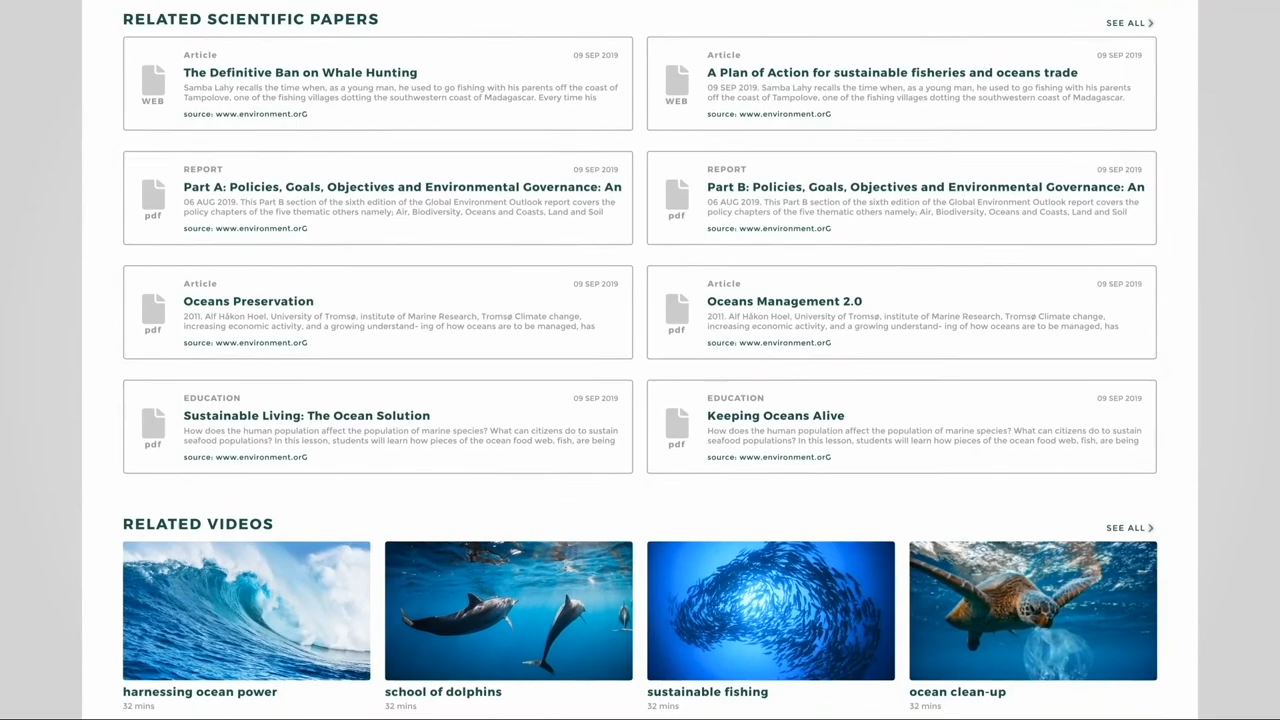 RELATED SCIENTIFIC PAPERS
SEE ALL
Article
09 SEP 2019
The Definitive Ban on Whale Hunting
Samba Lahy recalls the time when, as a young man, he used to go fishing with his parents off the coast of
Tampolove, one of the fishing villages dotting the southwestern coast of Madagascar. Every time his
source: www.environment.orG
WEB
Article
09 SEP 2019
A Plan of Action for sustainable fisheries and oceans trade
09 SEP 2019. Samba Lahy recalls the time when, as a young man, he used to go fishing with his parents
off the coast of Tampolove, one of the fishing villages dotting the southwestern coast of Madagascar.
source: www.environment.orG
WEB
REPORT
09 SEP 2019
Part A: Policies, Goals, Objectives and Environmental Governance: An
06 AUG 2019. This Part B section of the sixth edition of the Global Environment Outlook report covers the
policy chapters of the five thematic others namely; Air, Biodiversity, Oceans and Coasts, Land and Soil
source: www.environment.orG
pdf
REPORT
09 SEP 2019
Part B: Policies, Goals, Objectives and Environmental Governance: An
06 AUG 2019. This Part B section of the sixth edition of the Global Environment Outlook report covers the
policy chapters of the five thematic others namely; Air, Biodiversity, Oceans and Coasts, Land and Soil
source: www.environment.orG
pdf
Article
09 SEP 2019
Oceans Preservation
2011. Alf Håkon Hoel, University of Tromsø, institute of Marine Research, Tromsø Climate change,
increasing economic activity, and a growing understand- ing of how oceans are to be managed, has
source: www.environment.orG
pdf
Article
09 SEP 2019
Oceans Management 2.0
2011. Alf Håkon Hoel, University of Tromsø, institute of Marine Research, Tromsø Climate change,
increasing economic activity, and a growing understand- ing of how oceans are to be managed, has
source: www.environment.orG
pdf
EDUCATION
09 SEP 2019
Sustainable Living: The Ocean Solution
How does the human population affect the population of marine species? What can citizens do to sustain
seafood populations? In this lesson, students will learn how pieces of the ocean food web, fish, are being
source: www.environment.orG
pdf
EDUCATION
09 SEP 2019
Keeping Oceans Alive
How does the human population affect the population of marine species? What can citizens do to sustain
seafood populations? In this lesson, students will learn how pieces of the ocean food web, fish, are being
source: www.environment.orG
pdf
RELATED VIDEOS
SEE ALL
harnessing ocean power
32 mins
school of dolphins
32 mins
sustainable fishing
32 mins
ocean clean-up
32 mins